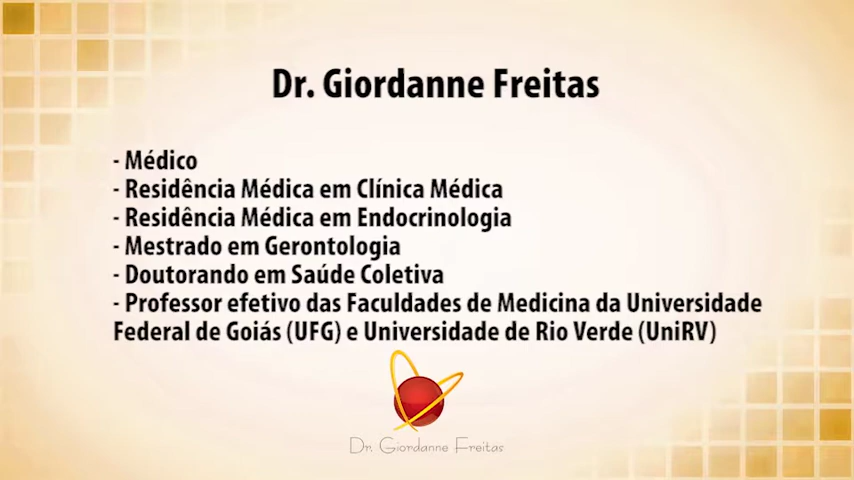 Dr. Giordanne Freitas
- Médico
- Residência Médica em Clínica Médica
- Residência Médica em Endocrinologia
- Mestrado em Gerontologia
- Doutorando em Saúde Coletiva
- Professor efetivo das Faculdades de Medicina da Universidade
Federal de Goiás (UFG) e Universidade de Rio Verde (UniRV)
Dr. Giordanne Freitas